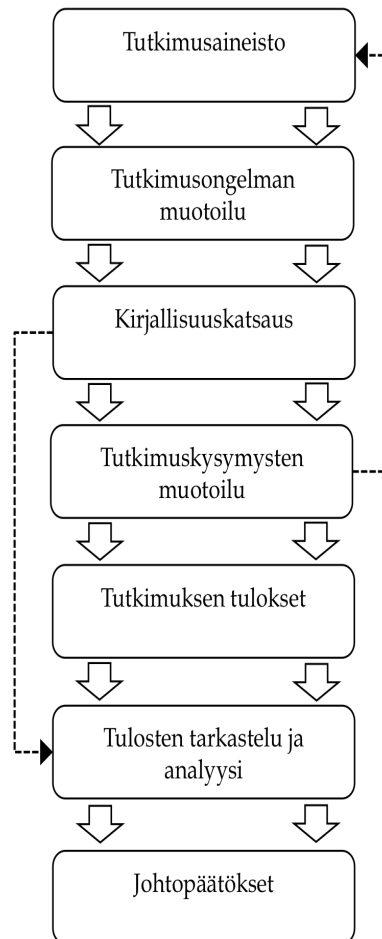 Tutkimusaineisto
Tutkimusongelman
muotoilu
Kirjallisuuskatsaus
Tutkimuskysymysten
muotoilu
Tutkimuksen tulokset
Tulosten tarkastelu ja
analyysi
Johtopäätökset